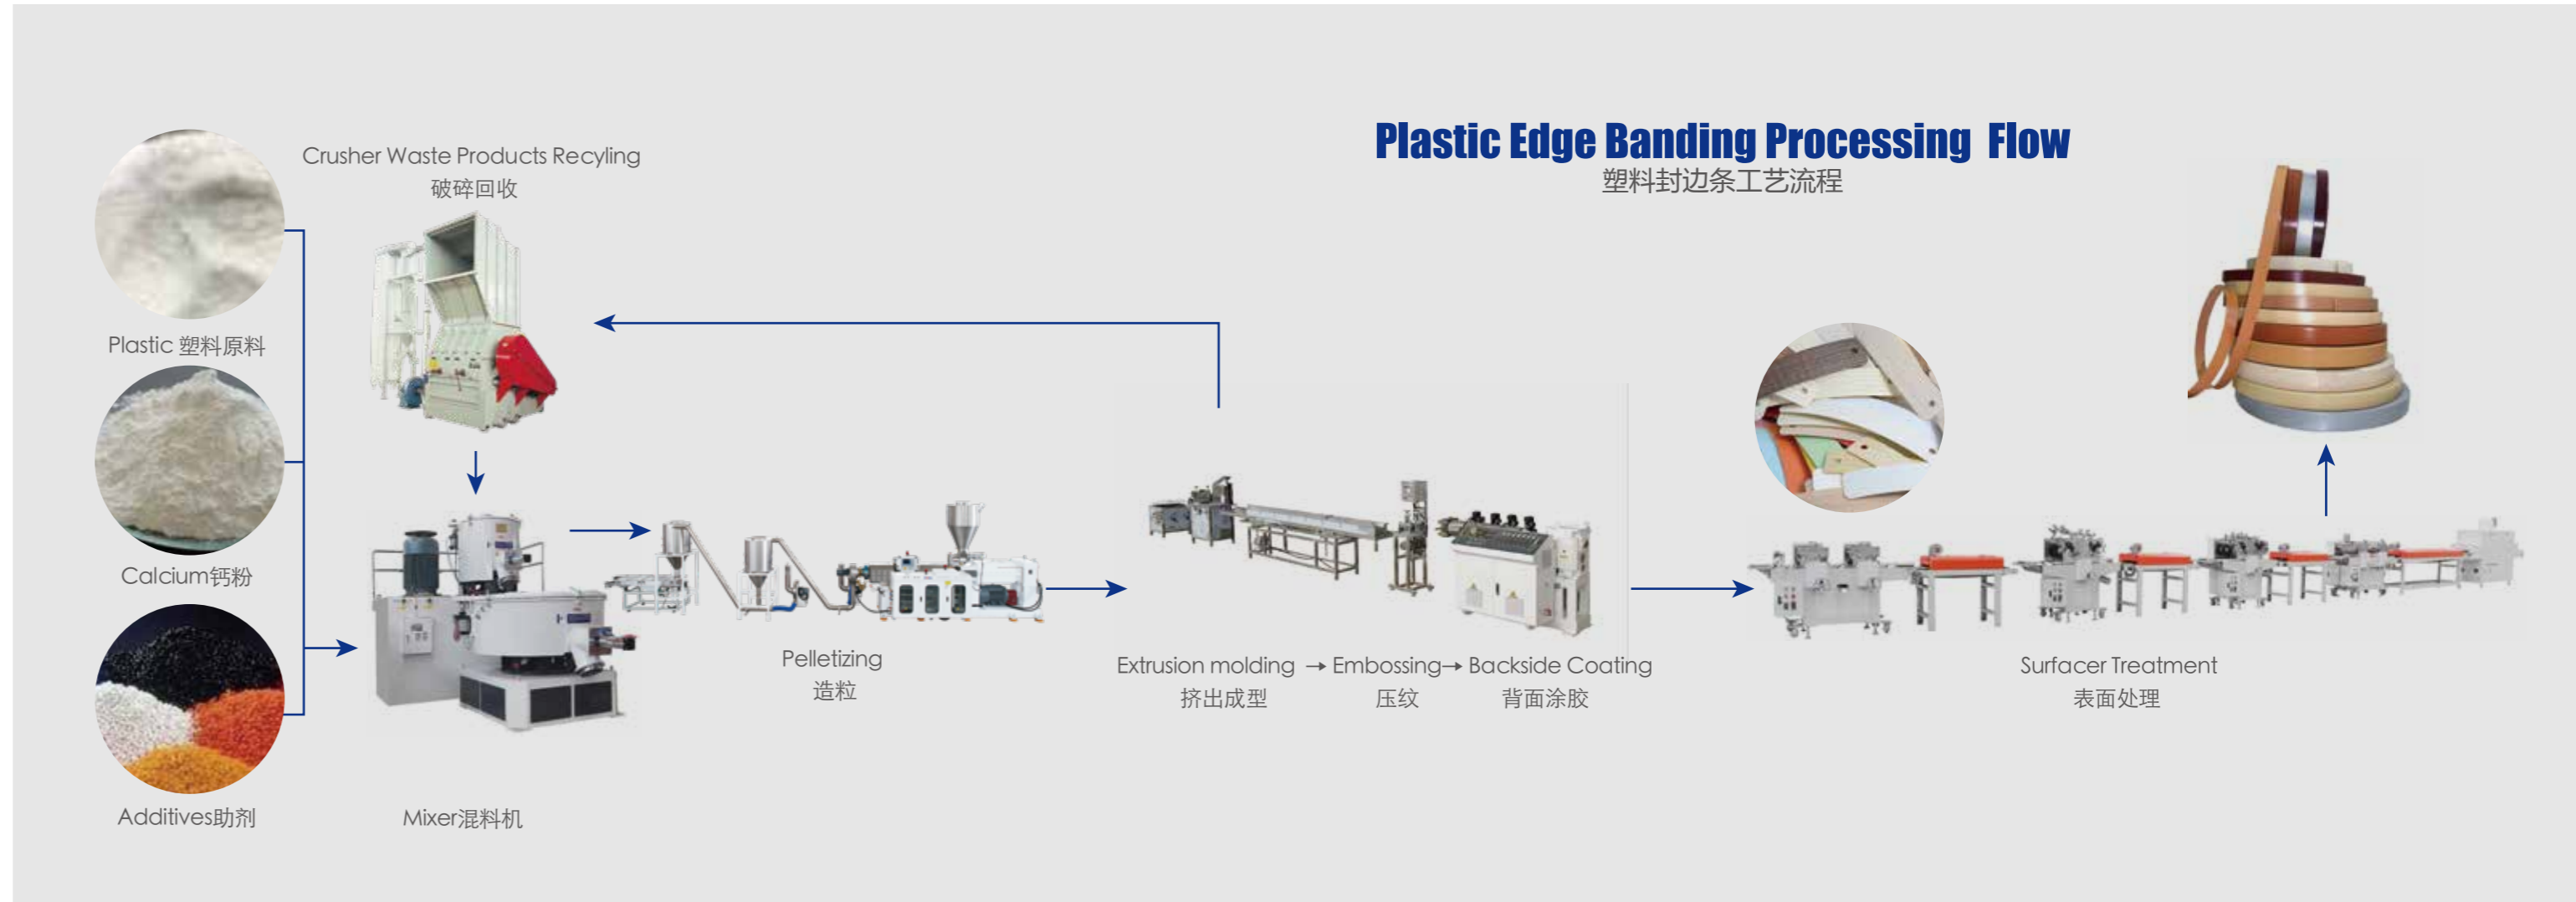 Plastic Edge Banding Processing Flow
塑料封边条工艺流程
Crusher Waste Products Recyling
破碎回收
Plastic 塑料原料
Calcium钙粉
Additives助剂
Mixer混料机
Pelletizing
造粒
Extrusion molding → Embossing→ Backside Coating
挤出成型 压纹 背面涂胶
Surfacer Treatment
表面处理